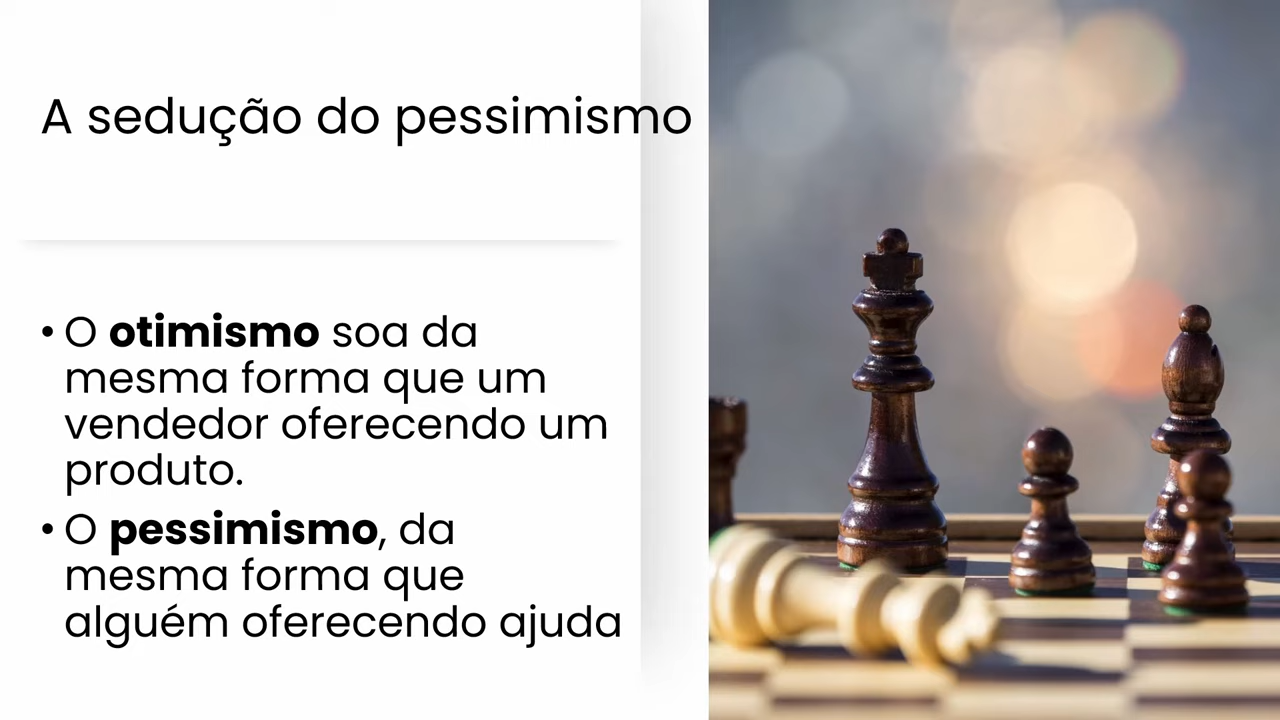 A sedução do pessimismo
• O otimismo soa da
mesma forma que um
vendedor oferecendo um
produto.
• O pessimismo, da
mesma forma que
alguém oferecendo ajuda